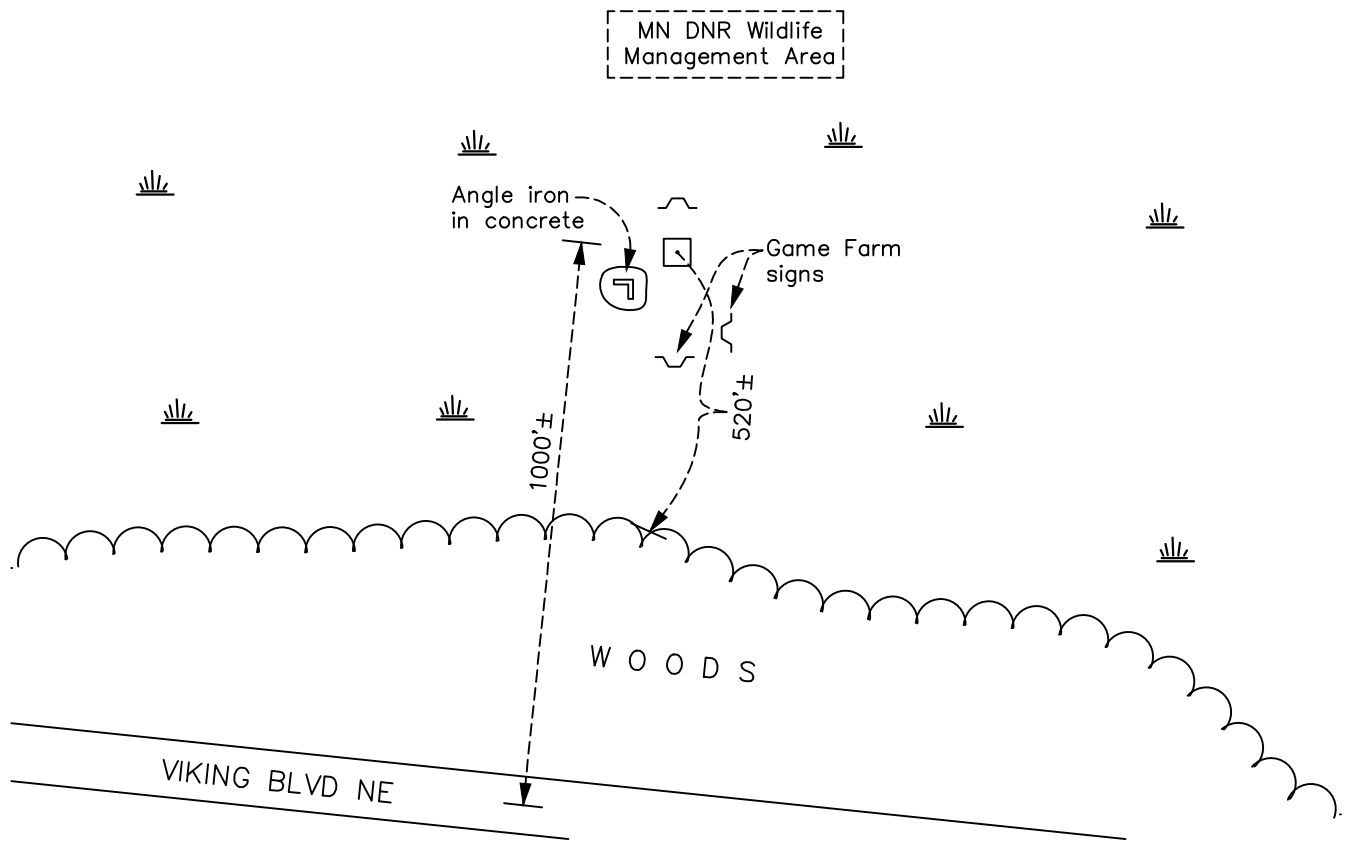 MN DNR Wildlife
Management Area
Angle iron
in concrete
Game Farm
signs
1000'±
520'±
WOODS
VIKING BLVD NE